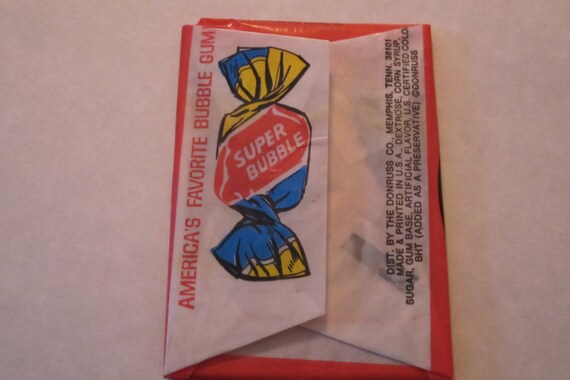 AMERICA'S FAVORITE BUBBLE GUM
SUPER
BUBBLE
DIST. BY THE DONRUSS CO., MEMPHIS, TENN. 38101
MADE & PRINTED IN U.S.A. DEXTROSE, CORN SYRUP,
SUGAR, GUM BASE, ARTIFICIAL FLAVOR, U.S. CERTIFIED COLO
BHT (ADDED AS A PRESERVATIVE) ©DONRUSS